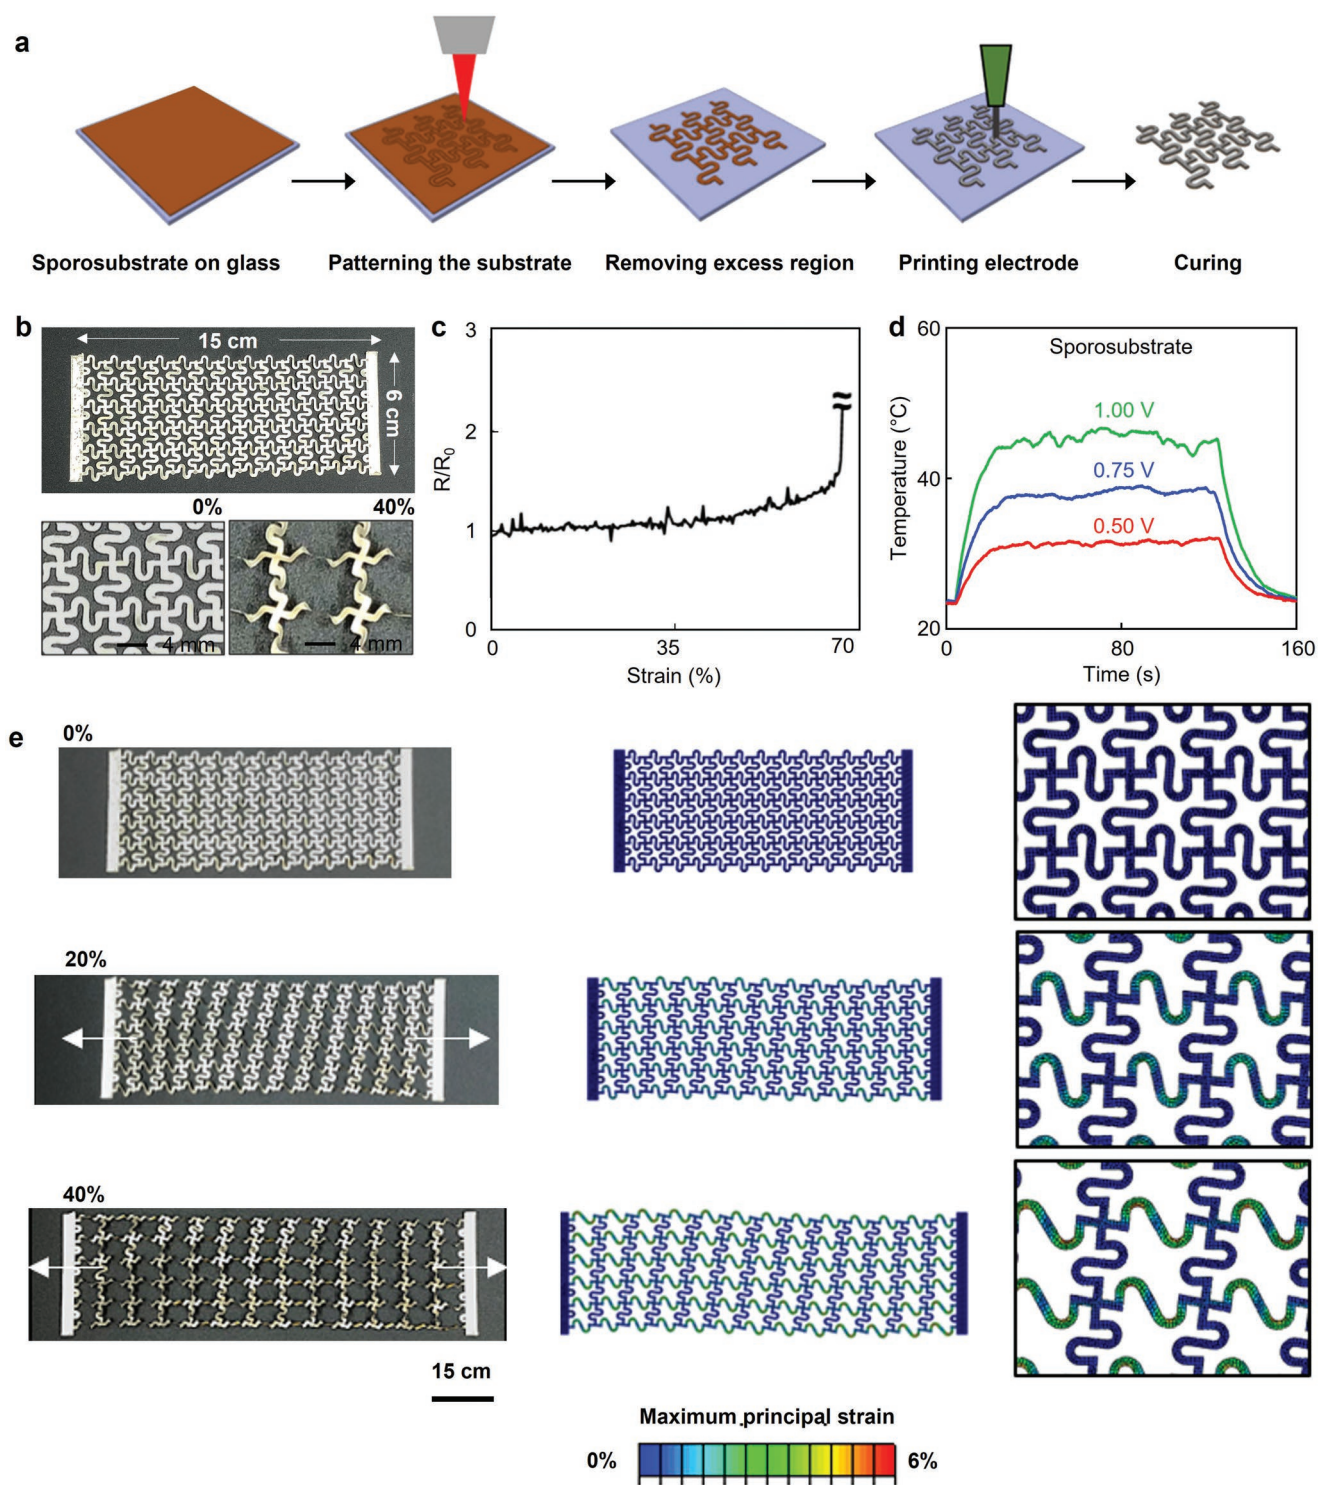 a
Sporosubstrate on glass
Patterning the substrate
Removing excess region
Printing electrode
Curing
b
15 cm
6 cm
0%
40%
4 mm
4 mm
c
3
2
1
0
R/R0
0
35
70
Strain (%)
d
60
40
20
Temperature (°C)
Sporosubstrate
1.00 V
0.75 V
0.50 V
0
80
160
Time (s)
e
0%
20%
40%
15 cm
Maximum principal strain
0%
6%